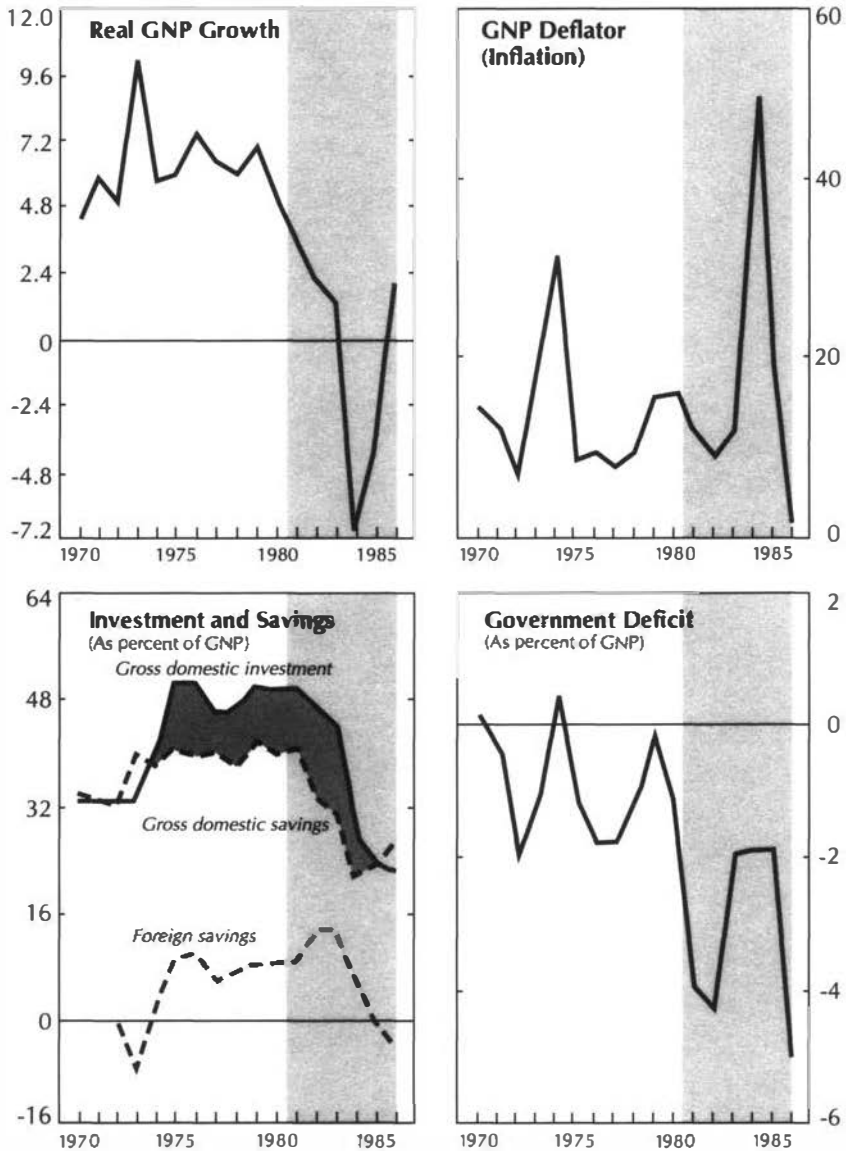 Real GNP Growth
12.0
9.6
7.2
4.8
2.4
0
-2.4
-4.8
-7.2
1970 1975 1980 1985
GNP Deflator
(Inflation)
60
40
20
0
1970 1975 1980 1985
Investment and Savings
(As percent of GNP)
Gross domestic investment
Gross domestic savings
Foreign savings
64
48
32
16
0
-16
1970 1975 1980 1985
Government Deficit
(As percent of GNP)
2
0
-2
-4
-6
1970 1975 1980 1985